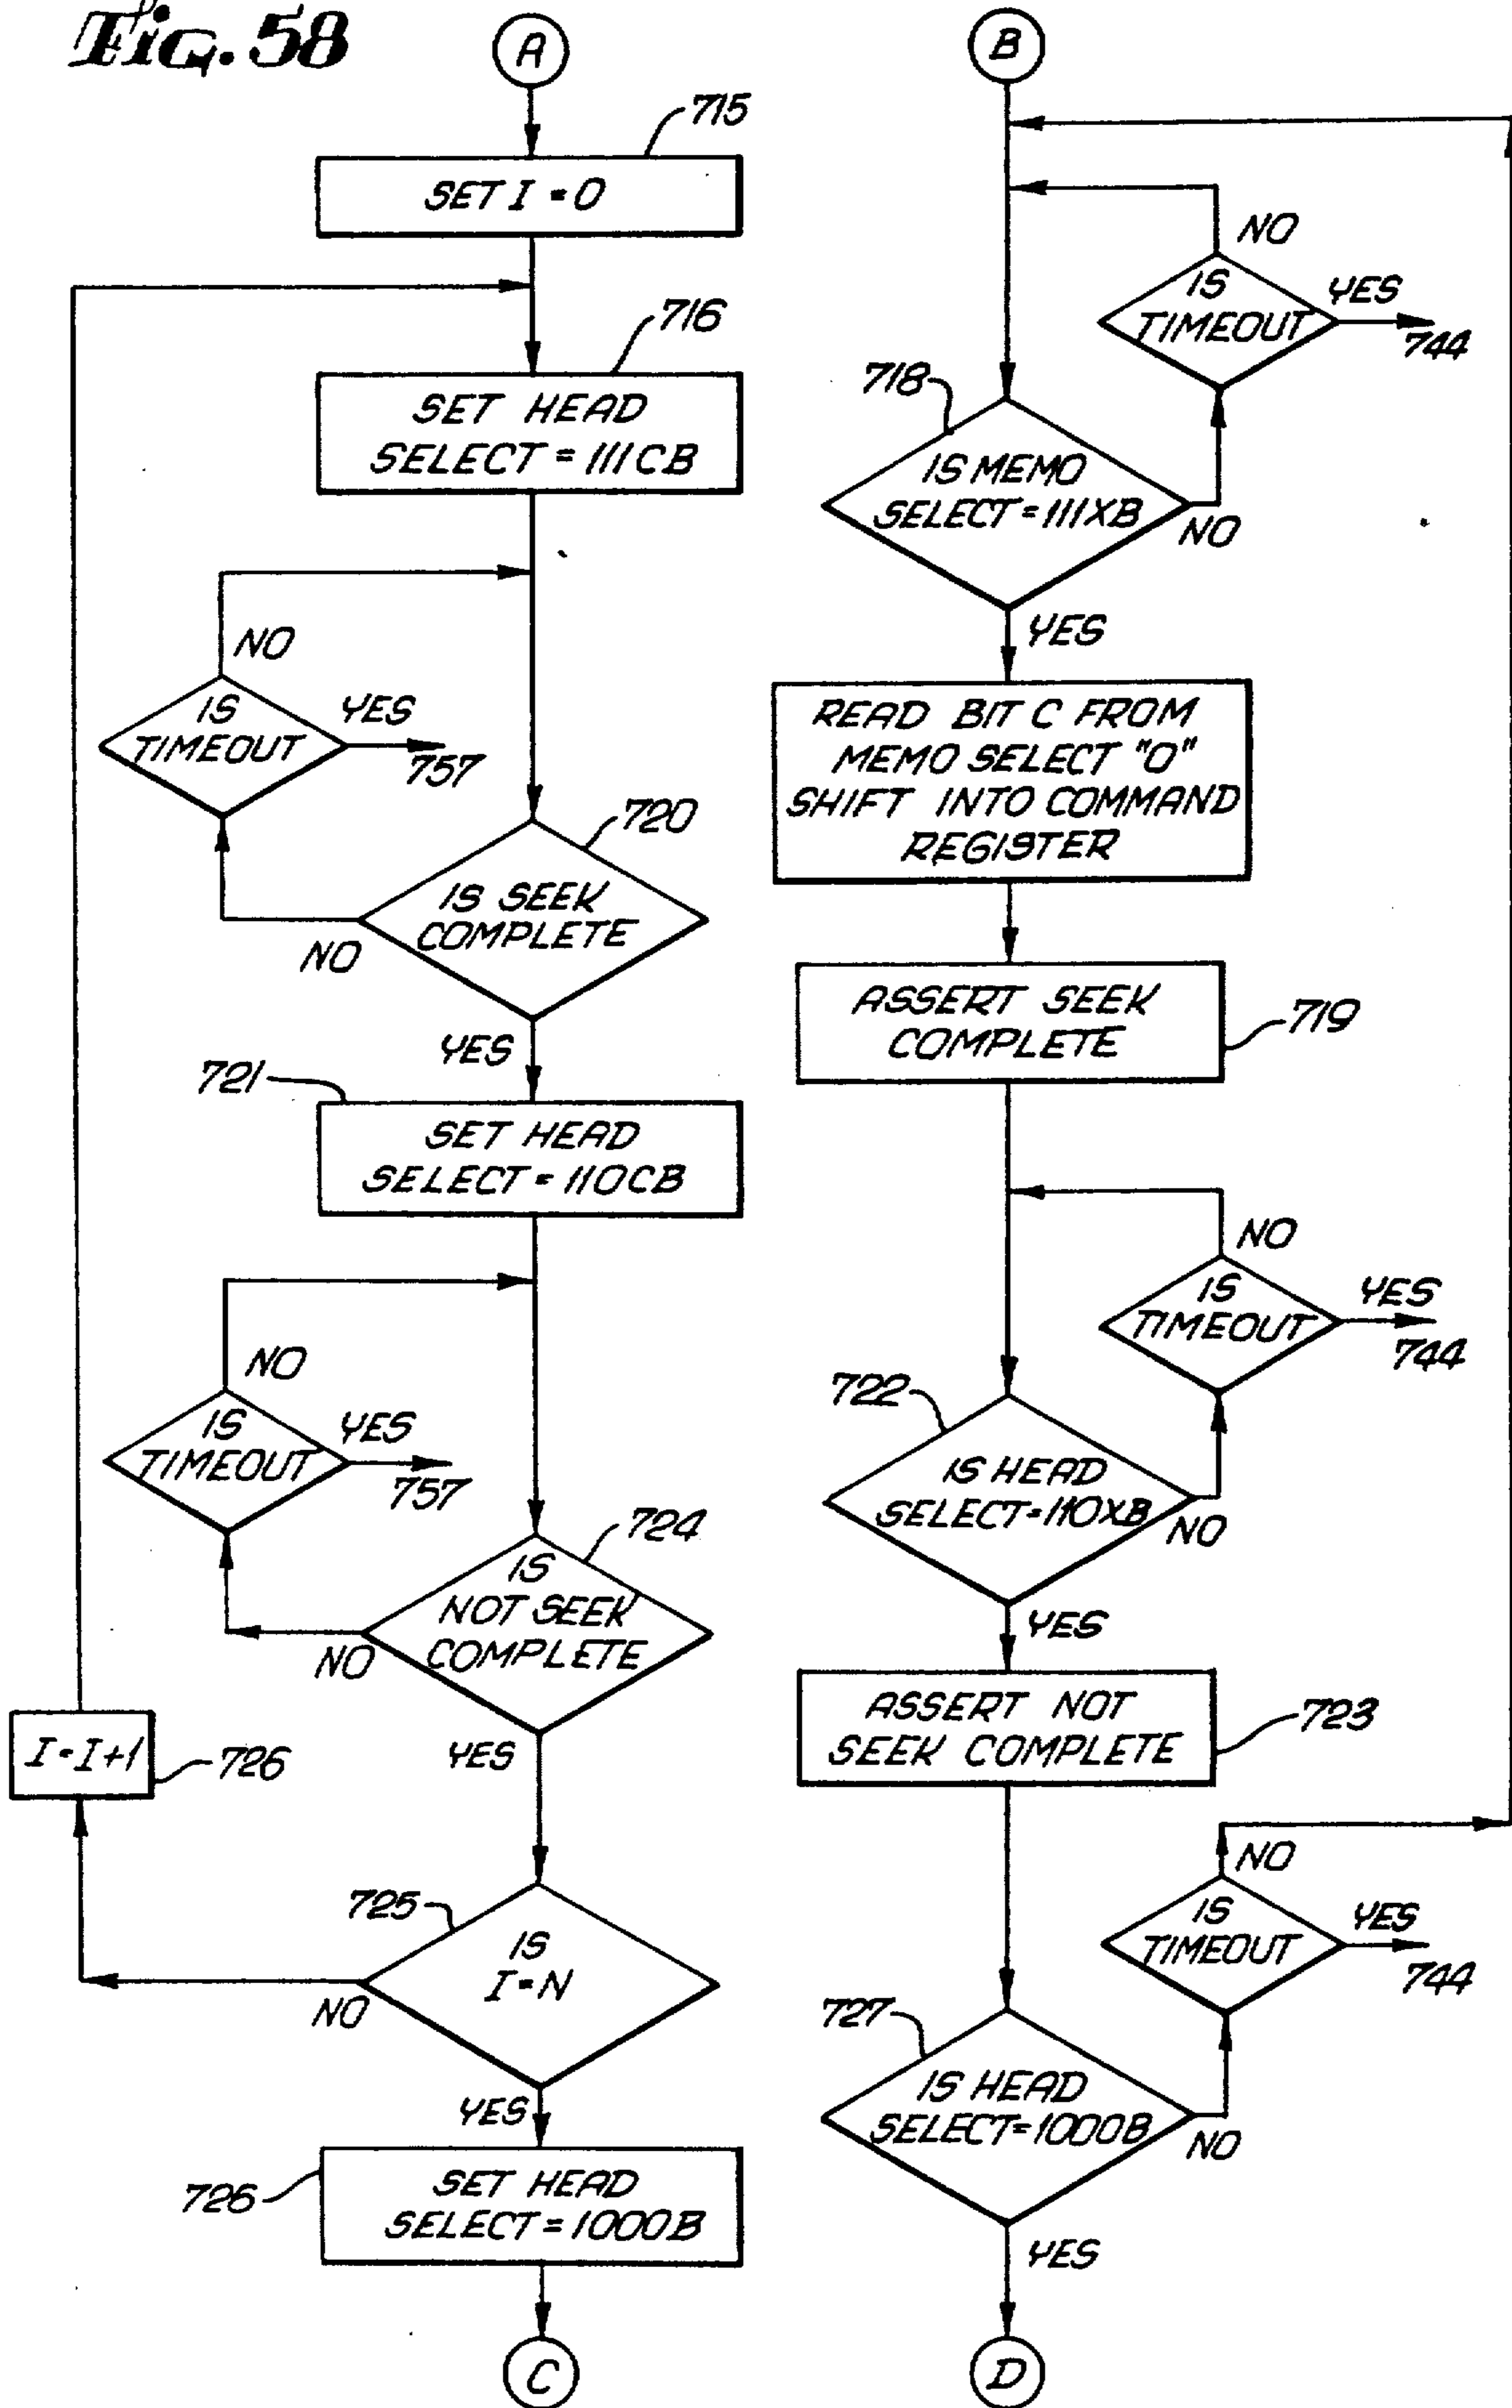 Fig. 58
A
715
SET I = 0
716
SET HEAD
SELECT = 111CB
NO
IS
TIMEOUT
YES
757
720
IS SEEK
COMPLETE
NO
YES
721
SET HEAD
SELECT = 110CB
NO
IS
TIMEOUT
YES
757
724
IS
NOT SEEK
COMPLETE
NO
YES
I = I+1
726
725
IS
I = N
NO
YES
726
SET HEAD
SELECT = 1000B
C
B
NO
IS
TIMEOUT
YES
744
718
IS MEMO
SELECT = 111XB
NO
YES
READ BIT C FROM
MEMO SELECT "0"
SHIFT INTO COMMAND
REGISTER
ASSERT SEEK
COMPLETE
719
NO
IS
TIMEOUT
YES
744
722
IS HEAD
SELECT = 110XB
NO
YES
ASSERT NOT
SEEK COMPLETE
723
NO
IS
TIMEOUT
YES
744
727
IS HEAD
SELECT = 1000B
NO
YES
D